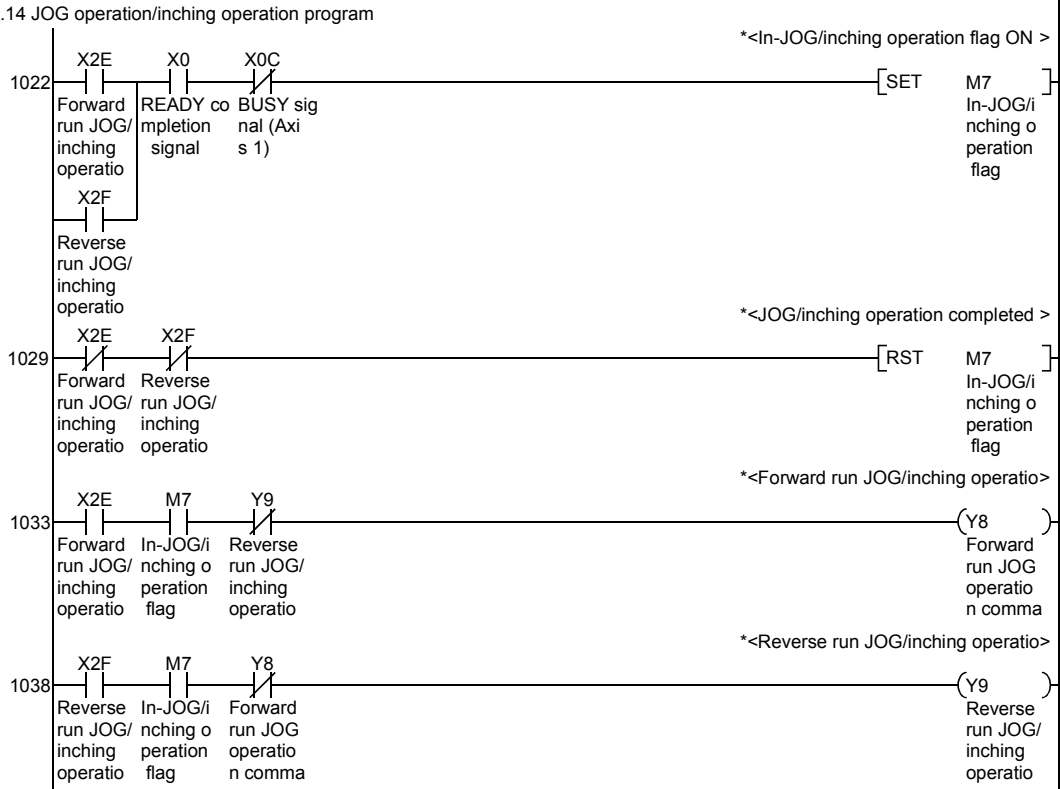 .14 JOG operation/inching operation program
*<In-JOG/inching operation flag ON >
X2E X0 X0C
1022 SET M7
Forward READY co BUSY sig In-JOG/i
run JOG/ mpletion nal (Axi nching o
inching signal s 1) peration
operatio flag
X2F
Reverse
run JOG/
inching
operatio
*<JOG/inching operation completed >
X2E X2F
1029 RST M7
Forward Reverse In-JOG/i
run JOG/ run JOG/ nching o
inching inching peration
operatio operatio flag
*<Forward run JOG/inching operatio>
X2E M7 Y9
1033 Y8
Forward In-JOG/i Reverse Forward
run JOG/ nching o run JOG/ run JOG
inching peration inching operatio
operatio flag operatio n comma
*<Reverse run JOG/inching operatio>
X2F M7 Y8
1038 Y9
Reverse In-JOG/i Forward Reverse
run JOG/ nching o run JOG run JOG/
inching peration operatio inching
operatio flag n comma operatio